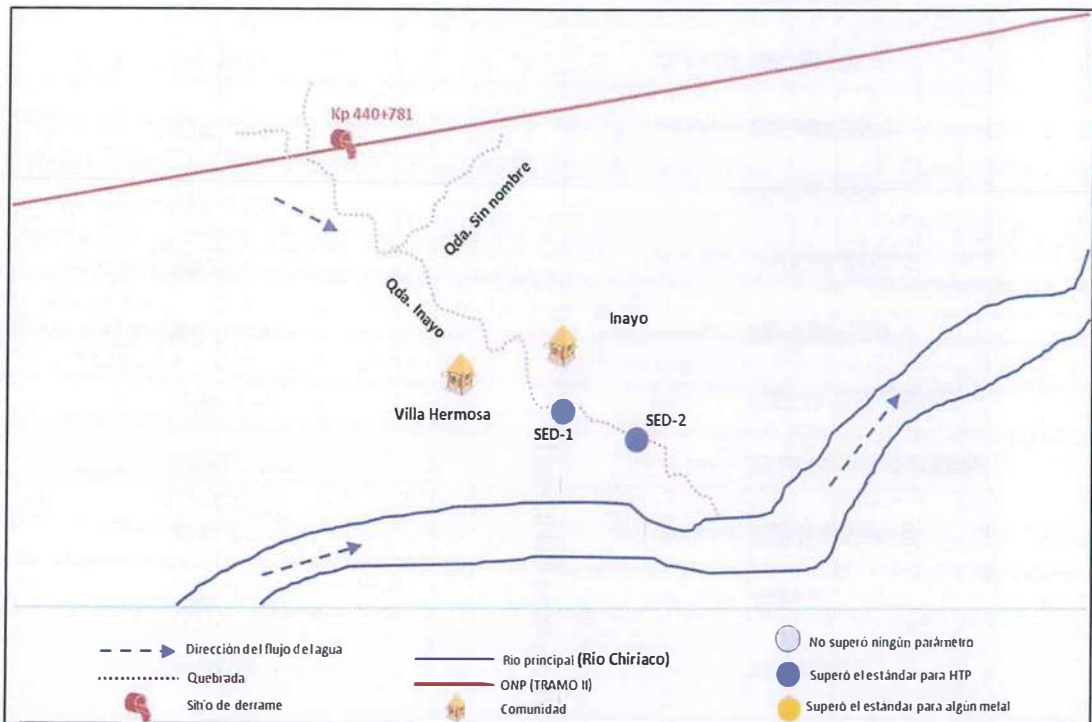 Kp 440+781
Qda. Sin nombre
Qda. Inayo
Inayo
Villa Hermosa
SED-1
SED-2
Dirección del flujo del agua
Quebrada
Sitio de derrame
Rio principal (Río Chiriaco)
ONP (TRAMO II)
Comunidad
No superó ningún parámetro
Superó el estándar para HTP
Superó el estándar para algún metal